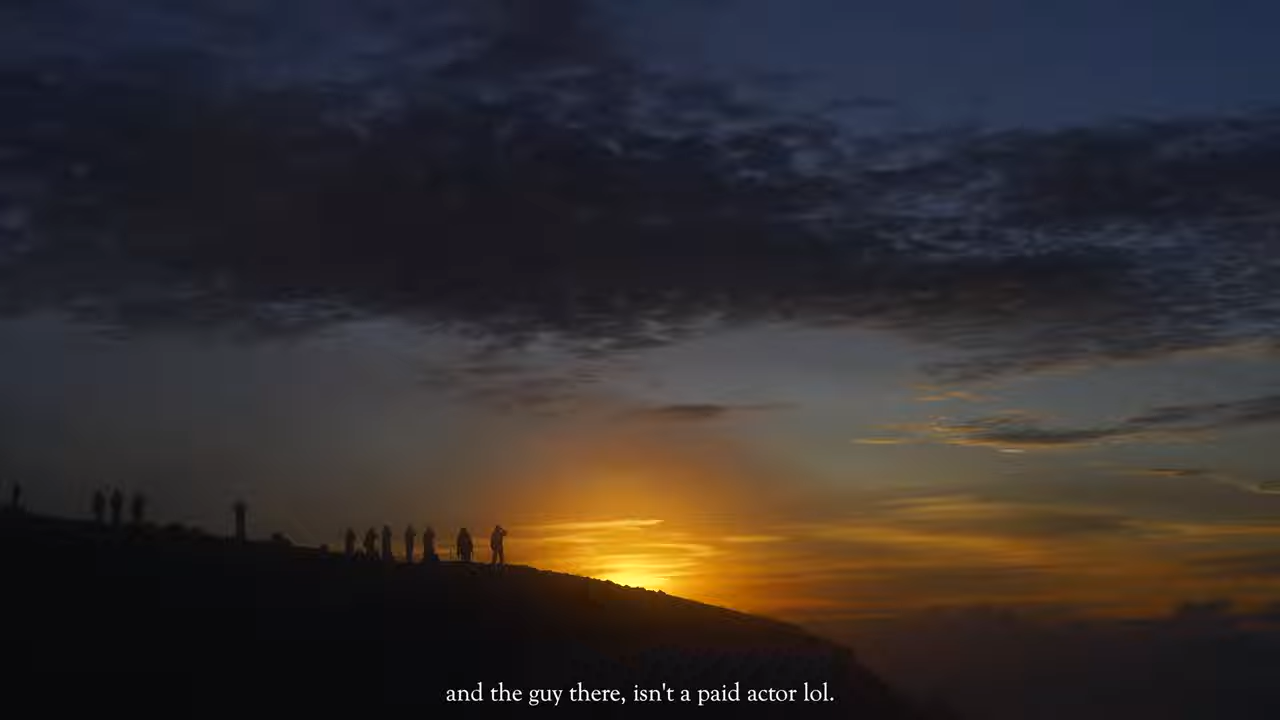 and the guy there, isn't a paid actor lol.